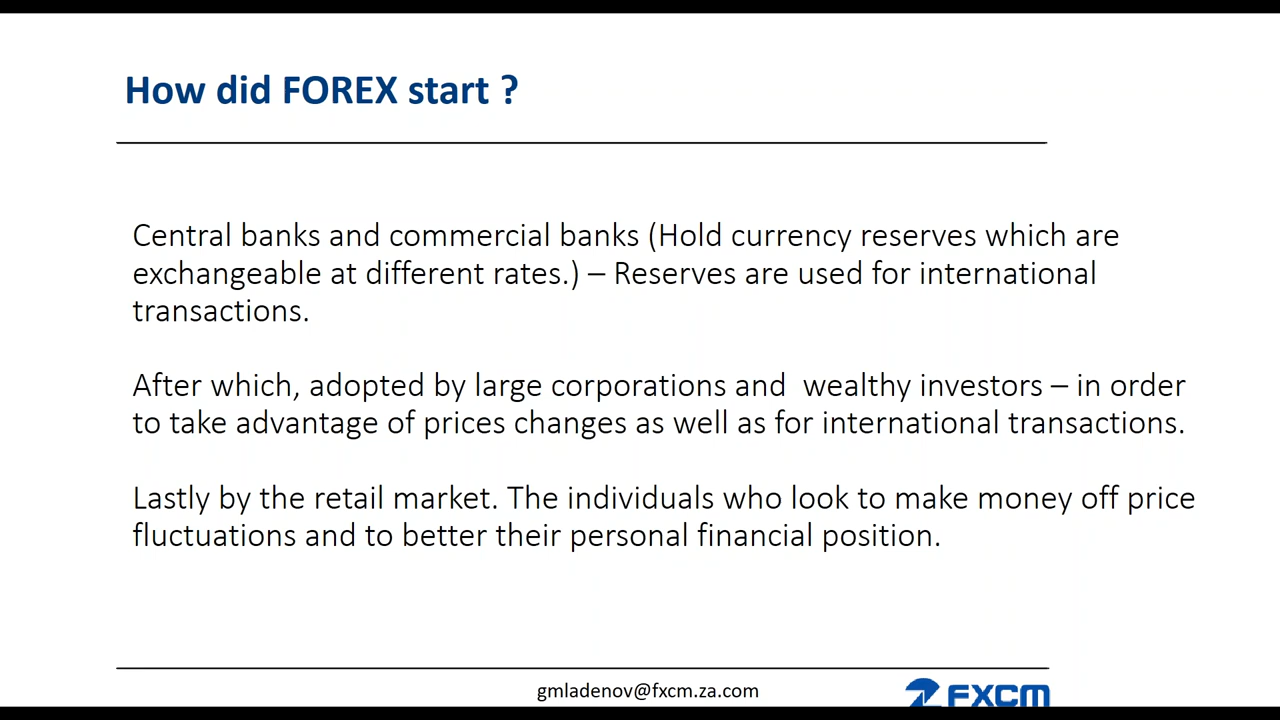 How did FOREX start ?
Central banks and commercial banks (Hold currency reserves which are
exchangeable at different rates.) – Reserves are used for international
transactions.
After which, adopted by large corporations and  wealthy investors – in order
to take advantage of prices changes as well as for international transactions.
Lastly by the retail market. The individuals who look to make money off price
fluctuations and to better their personal financial position.
gmladenov@fxcm.za.com
FXCM